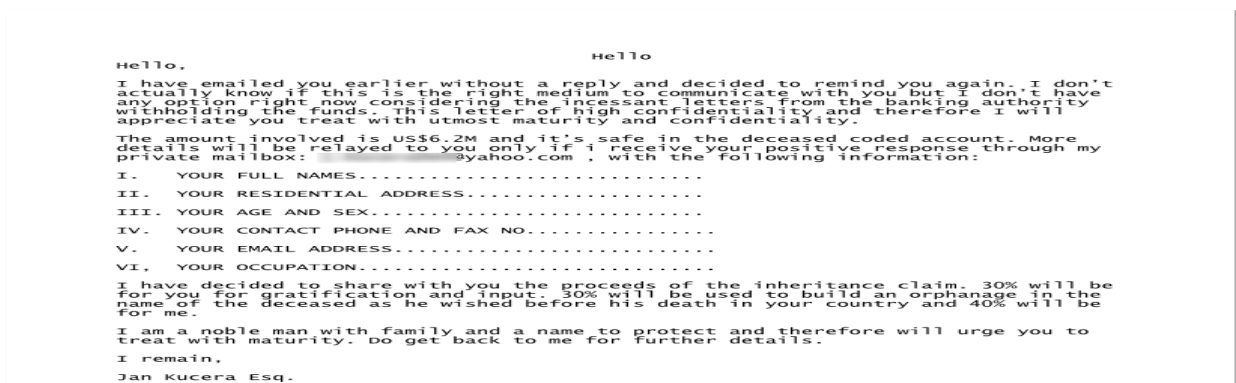 Hello
Hello,
I have emailed you earlier without a reply and decided to remind you again. I don't
actually know if this is the right medium to communicate with you but I don't have
any option right now considering the incessant letters from the banking authority
withholding the funds. This letter of high confidentiality and therefore I will
appreciate you treat with utmost maturity and confidentiality.
The amount involved is US$6.2M and it's safe in the deceased coded account. More
details will be relayed to you only if i receive your positive response through my
private mailbox: @yahoo.com , with the following information:
I. YOUR FULL NAMES.............................
II. YOUR RESIDENTIAL ADDRESS....................
III. YOUR AGE AND SEX............................
IV. YOUR CONTACT PHONE AND FAX NO................
V. YOUR EMAIL ADDRESS...........................
VI, YOUR OCCUPATION..............................
I have decided to share with you the proceeds of the inheritance claim. 30% will be
for you for gratification and input. 30% will be used to build an orphanage in the
name of the deceased as he wished before his death in your country and 40% will be
for me.
I am a noble man with family and a name to protect and therefore will urge you to
treat with maturity. Do get back to me for further details.
I remain,
Jan Kucera Esq.